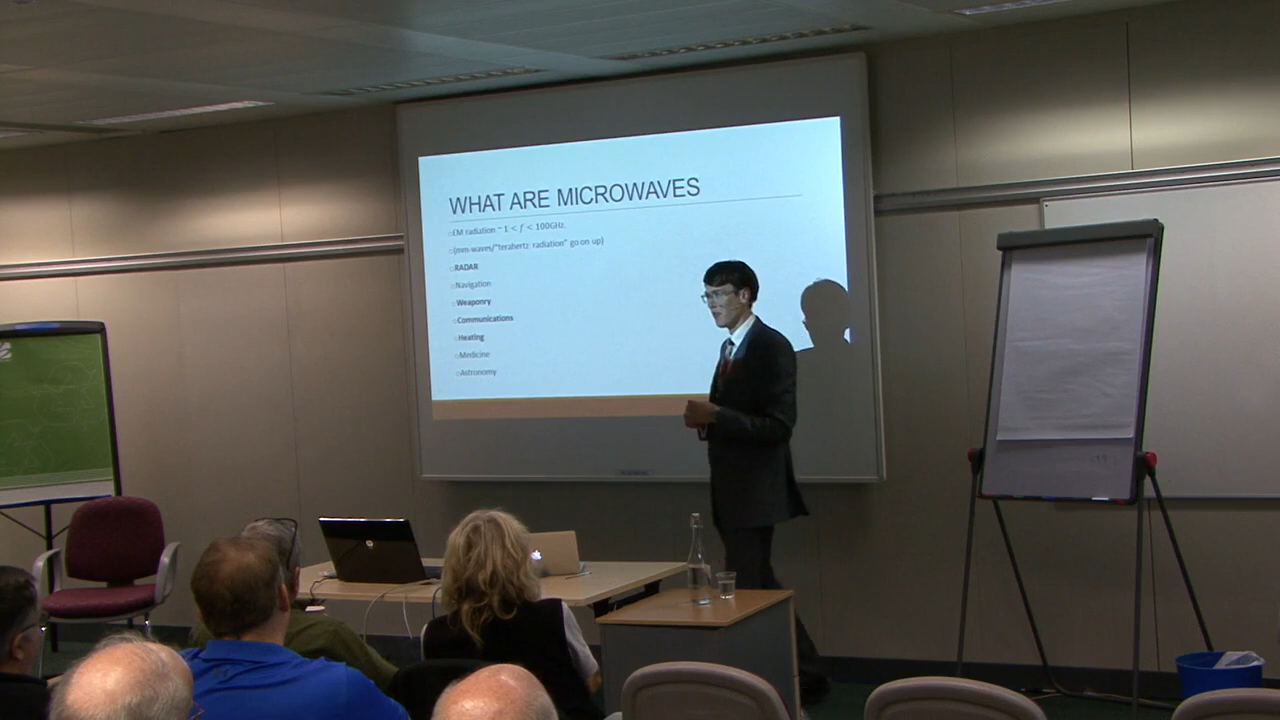 WHAT ARE MICROWAVES
▫EM radiation ~ 1 < f < 100GHz.
▫(mm-waves/"terahertz radiation" go on up)
▫RADAR
▫Navigation
▫Weaponry
▫Communications
▫Heating
▫Medicine
▫Astronomy